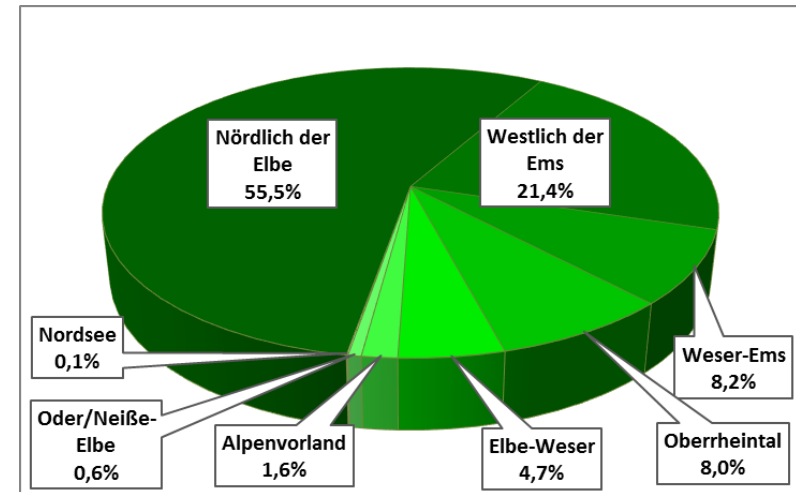 Nördlich der
Elbe
55,5%
Westlich der
Ems
21,4%
Weser-Ems
8,2%
Oberrheintal
8,0%
Elbe-Weser
4,7%
Alpenvorland
1,6%
Oder/Neiße-
Elbe
0,6%
Nordsee
0,1%